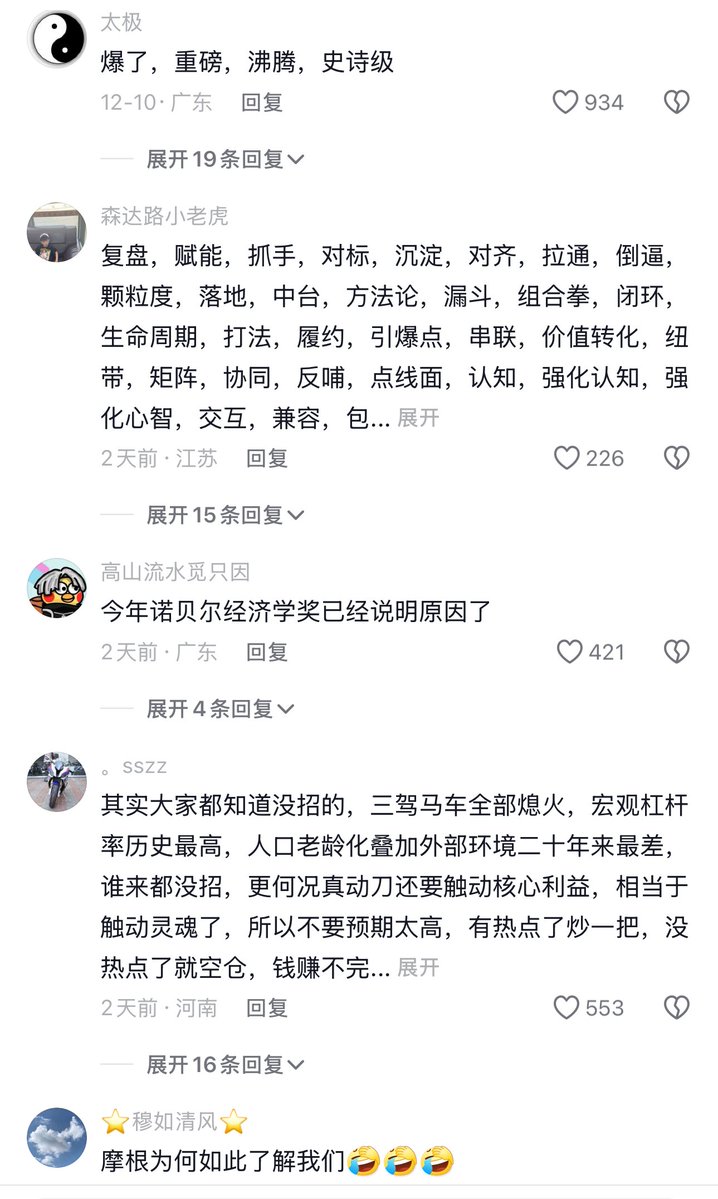 太极
爆了，重磅，沸腾，史诗级
12-10·广东 回复 934
展开19条回复
森达路小老虎
复盘，赋能，抓手，对标，沉淀，对齐，拉通，倒逼，
颗粒度，落地，中台，方法论，漏斗，组合拳，闭环，
生命周期，打法，履约，引爆点，串联，价值转化，纽
带，矩阵，协同，反哺，点线面，认知，强化认知，强
化心智，交互，兼容，包... 展开
2天前·江苏 回复 226
展开15条回复
高山流水觅只因
今年诺贝尔经济学奖已经说明原因了
2天前·广东 回复 421
展开4条回复
。sszz
其实大家都知道没招的，三驾马车全部熄火，宏观杠杆
率历史最高，人口老龄化叠加外部环境二十年来最差，
谁来都没招，更何况真动刀还要触动核心利益，相当于
触动灵魂了，所以不要预期太高，有热点了炒一把，没
热点了就空仓，钱赚不完... 展开
2天前·河南 回复 553
展开16条回复
⭐穆如清风⭐
摩根为何如此了解我们🤣🤣🤣